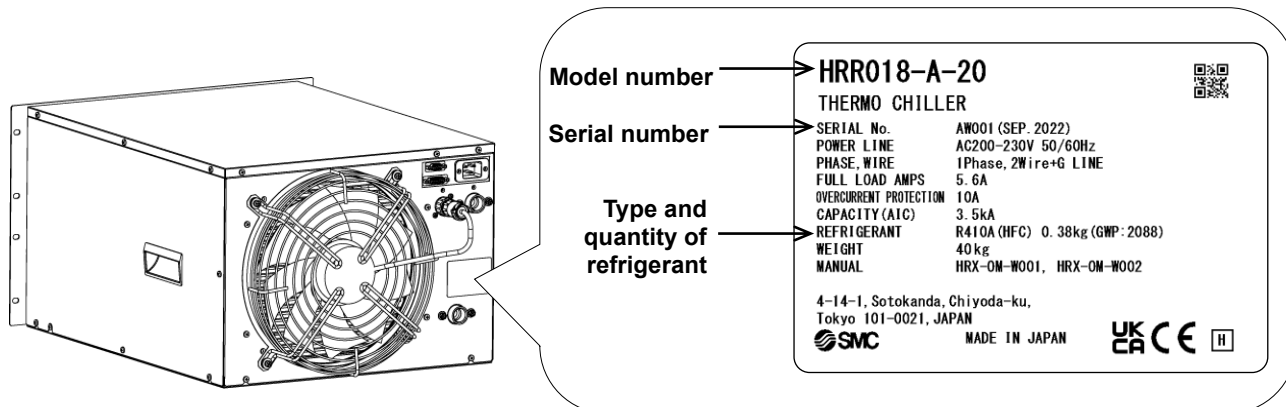 Model number
Serial number
Type and
quantity of
refrigerant
HRR018-A-20
THERMO CHILLER
SERIAL No. AW001(SEP.2022)
POWER LINE AC200-230V 50/60Hz
PHASE,WIRE 1Phase,2Wire+G LINE
FULL LOAD AMPS 5.6A
OVERCURRENT PROTECTION 10A
CAPACITY(AIC) 3.5kA
REFRIGERANT R410A(HFC) 0.38kg(GWP:2088)
WEIGHT 40kg
MANUAL HRX-OM-W001, HRX-OM-W002
4-14-1,Sotokanda,Chiyoda-ku,
Tokyo 101-0021,JAPAN
SMC MADE IN JAPAN UK CA CE H